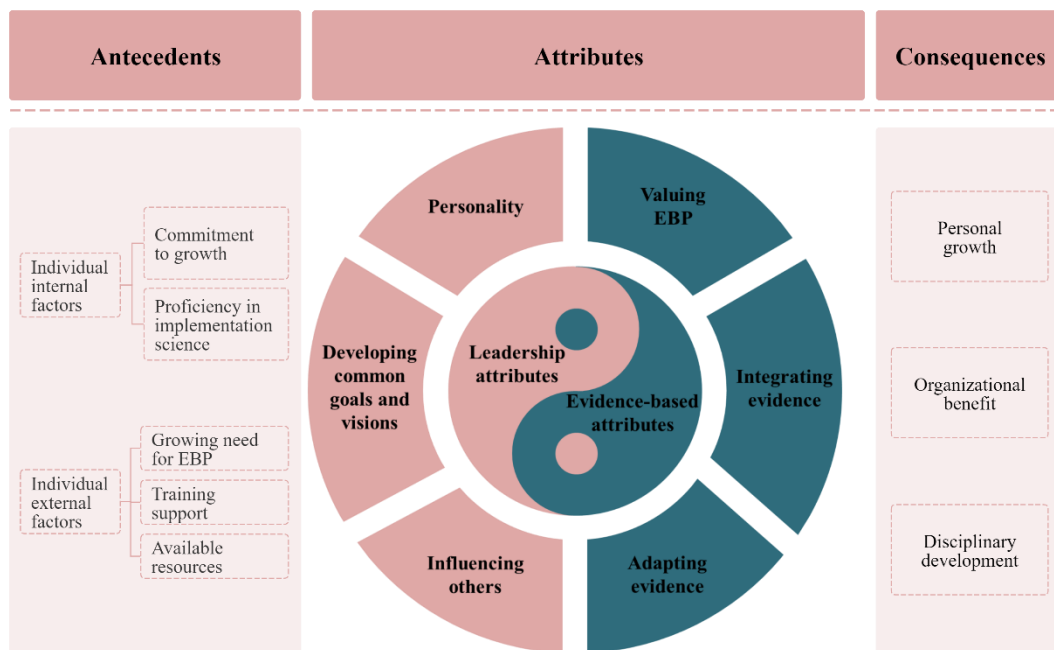 Antecedents
Attributes
Consequences
Individual
internal
factors
Commitment
to growth
Proficiency in
implementation
science
Individual
external
factors
Growing need
for EBP
Training
support
Available
resources
Personality
Valuing
EBP
Developing
common
goals and
visions
Leadership
attributes
Evidence-based
attributes
Integrating
evidence
Influencing
others
Adapting
evidence
Personal
growth
Organizational
benefit
Disciplinary
development